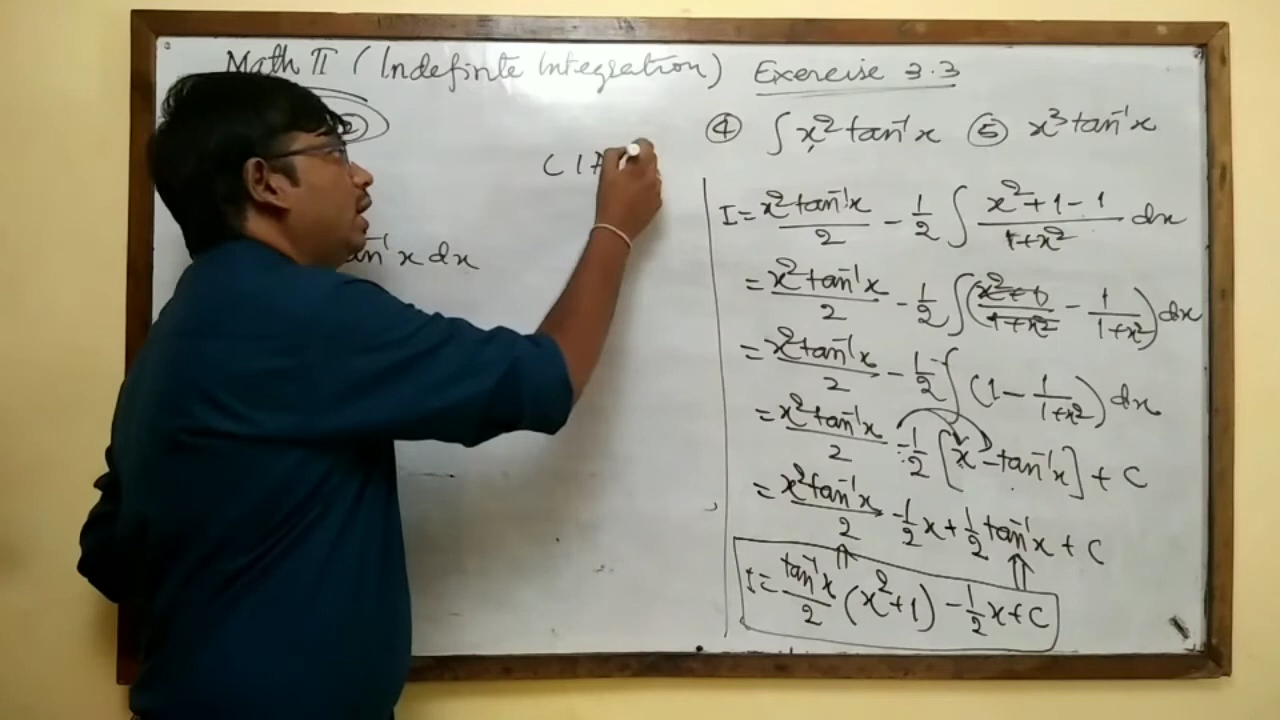 Math II (Indefinite Integration) Exercise 3.3
④ ∫ x² tan⁻¹ x ⑤ x³ tan⁻¹ x
tan⁻¹ x dx
I = x² tan⁻¹x / 2 - 1/2 ∫ (x² + 1 - 1) / (1 + x²) dx
= x² tan⁻¹x / 2 - 1/2 ∫ ((x² + 1) / (1 + x²) - 1 / (1 + x²)) dx
= x² tan⁻¹x / 2 - 1/2 ∫ (1 - 1 / (1 + x²)) dx
= x² tan⁻¹x / 2 - 1/2 [x - tan⁻¹x] + C
= x² tan⁻¹x / 2 - 1/2 x + 1/2 tan⁻¹x + C
I = tan⁻¹x / 2 (x² + 1) - 1/2 x + C